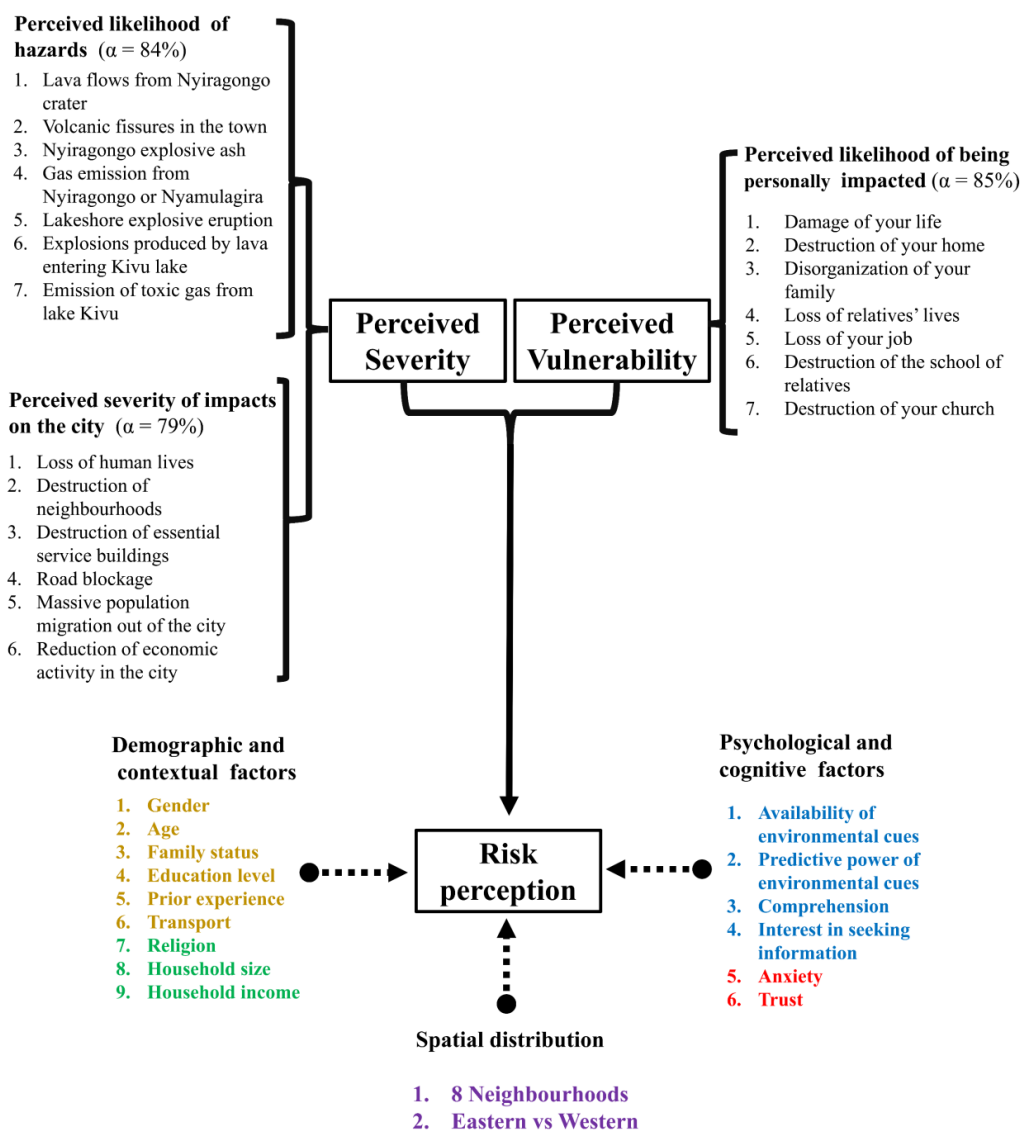 Perceived likelihood of
hazards (α = 84%)
1. Lava flows from Nyiragongo
crater
2. Volcanic fissures in the town
3. Nyiragongo explosive ash
4. Gas emission from
Nyiragongo or Nyamulagira
5. Lakeshore explosive eruption
6. Explosions produced by lava
entering Kivu lake
7. Emission of toxic gas from
lake Kivu
Perceived severity of impacts
on the city (α = 79%)
1. Loss of human lives
2. Destruction of
neighbourhoods
3. Destruction of essential
service buildings
4. Road blockage
5. Massive population
migration out of the city
6. Reduction of economic
activity in the city
Perceived
Severity
Perceived
Vulnerability
Perceived likelihood of being
personally impacted (α = 85%)
1. Damage of your life
2. Destruction of your home
3. Disorganization of your
family
4. Loss of relatives’ lives
5. Loss of your job
6. Destruction of the school of
relatives
7. Destruction of your church
Demographic and
contextual factors
1. Gender
2. Age
3. Family status
4. Education level
5. Prior experience
6. Transport
7. Religion
8. Household size
9. Household income
Risk
perception
Psychological and
cognitive factors
1. Availability of
environmental cues
2. Predictive power of
environmental cues
3. Comprehension
4. Interest in seeking
information
5. Anxiety
6. Trust
Spatial distribution
1. 8 Neighbourhoods
2. Eastern vs Western